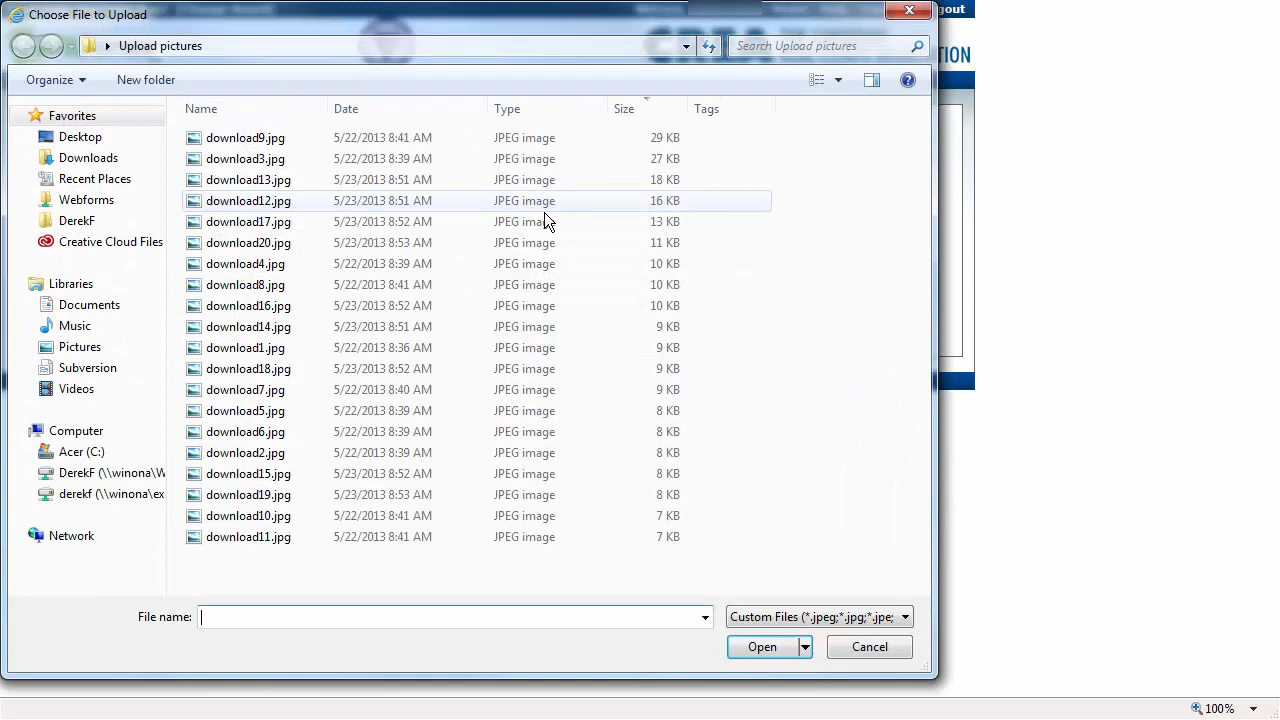 Choose File to Upload
gout
Upload pictures
Search Upload pictures
ION
Organize
New folder
Name Date Type Size Tags
Favorites
Desktop
Downloads
Recent Places
Webforms
DerekF
Creative Cloud Files
Libraries
Documents
Music
Pictures
Subversion
Videos
Computer
Acer (C:)
DerekF (\\winona\W
derekf (\\winona\ex
Network
download9.jpg 5/22/2013 8:41 AM JPEG image 29 KB
download3.jpg 5/22/2013 8:39 AM JPEG image 27 KB
download13.jpg 5/23/2013 8:51 AM JPEG image 18 KB
download12.jpg 5/23/2013 8:51 AM JPEG image 16 KB
download17.jpg 5/23/2013 8:52 AM JPEG image 13 KB
download20.jpg 5/23/2013 8:53 AM JPEG image 11 KB
download4.jpg 5/22/2013 8:39 AM JPEG image 10 KB
download8.jpg 5/22/2013 8:41 AM JPEG image 10 KB
download16.jpg 5/23/2013 8:52 AM JPEG image 10 KB
download14.jpg 5/23/2013 8:51 AM JPEG image 9 KB
download1.jpg 5/22/2013 8:36 AM JPEG image 9 KB
download18.jpg 5/23/2013 8:52 AM JPEG image 9 KB
download7.jpg 5/22/2013 8:40 AM JPEG image 9 KB
download5.jpg 5/22/2013 8:39 AM JPEG image 8 KB
download6.jpg 5/22/2013 8:39 AM JPEG image 8 KB
download2.jpg 5/22/2013 8:39 AM JPEG image 8 KB
download15.jpg 5/23/2013 8:52 AM JPEG image 8 KB
download19.jpg 5/23/2013 8:53 AM JPEG image 8 KB
download10.jpg 5/22/2013 8:41 AM JPEG image 7 KB
download11.jpg 5/22/2013 8:41 AM JPEG image 7 KB
File name:
Custom Files (*.jpeg;*.jpg;*.jpe;
Open
Cancel
100%